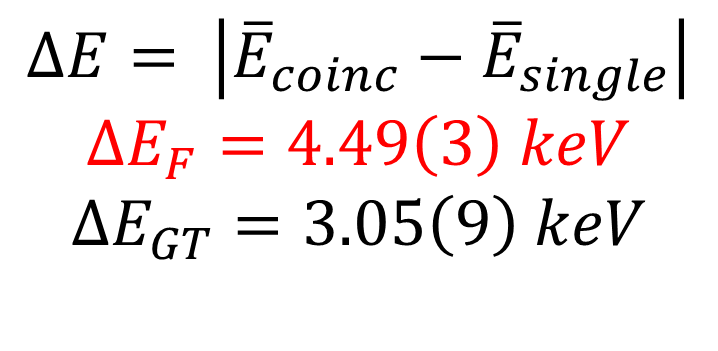 ΔE = |Ē_coinc − Ē_single|
ΔE_F = 4.49(3) keV
ΔE_GT = 3.05(9) keV